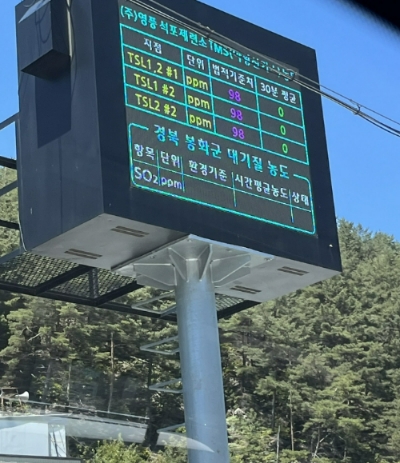 (주)영풍 석포제련소TMS
지점 단위 법적기준치 30분 평균
TSL1,2 #1 ppm 98 0
TSL1 #2 ppm 98 0
TSL2 #2 ppm 98 0
경북 봉화군 대기질 농도
항목 단위 환경기준 시간평균농도 상태
SO₂ ppm